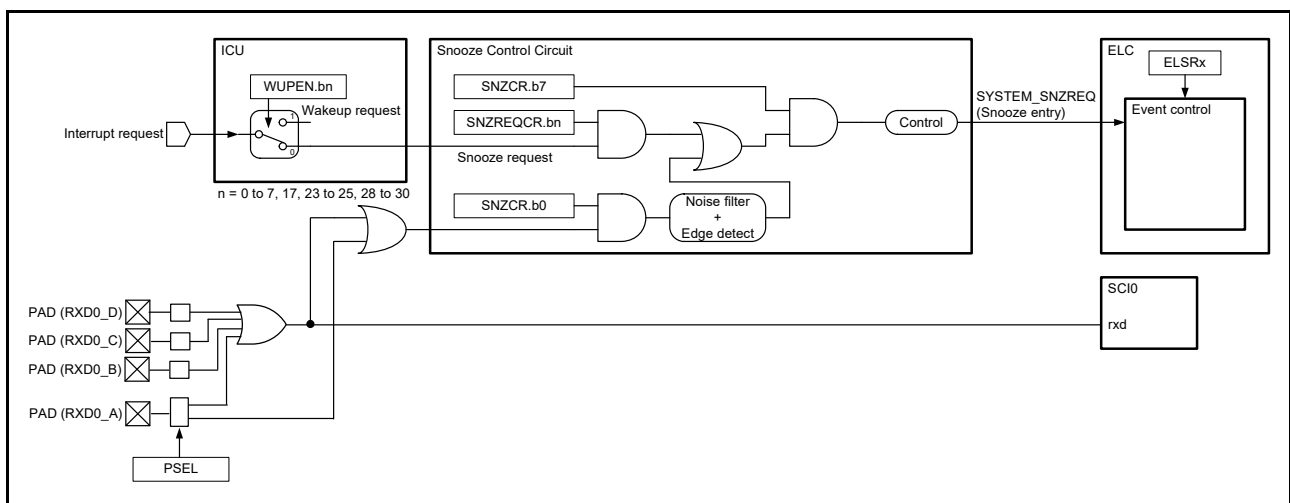 ICU
WUPEN.bn
Wakeup request
1
0
Interrupt request
n = 0 to 7, 17, 23 to 25, 28 to 30
Snooze Control Circuit
SNZCR.b7
SNZREQCR.bn
Snooze request
SNZCR.b0
Noise filter
+
Edge detect
Control
SYSTEM_SNZREQ
(Snooze entry)
ELC
ELSRx
Event control
PAD (RXD0_D)
PAD (RXD0_C)
PAD (RXD0_B)
PAD (RXD0_A)
PSEL
SCI0
rxd